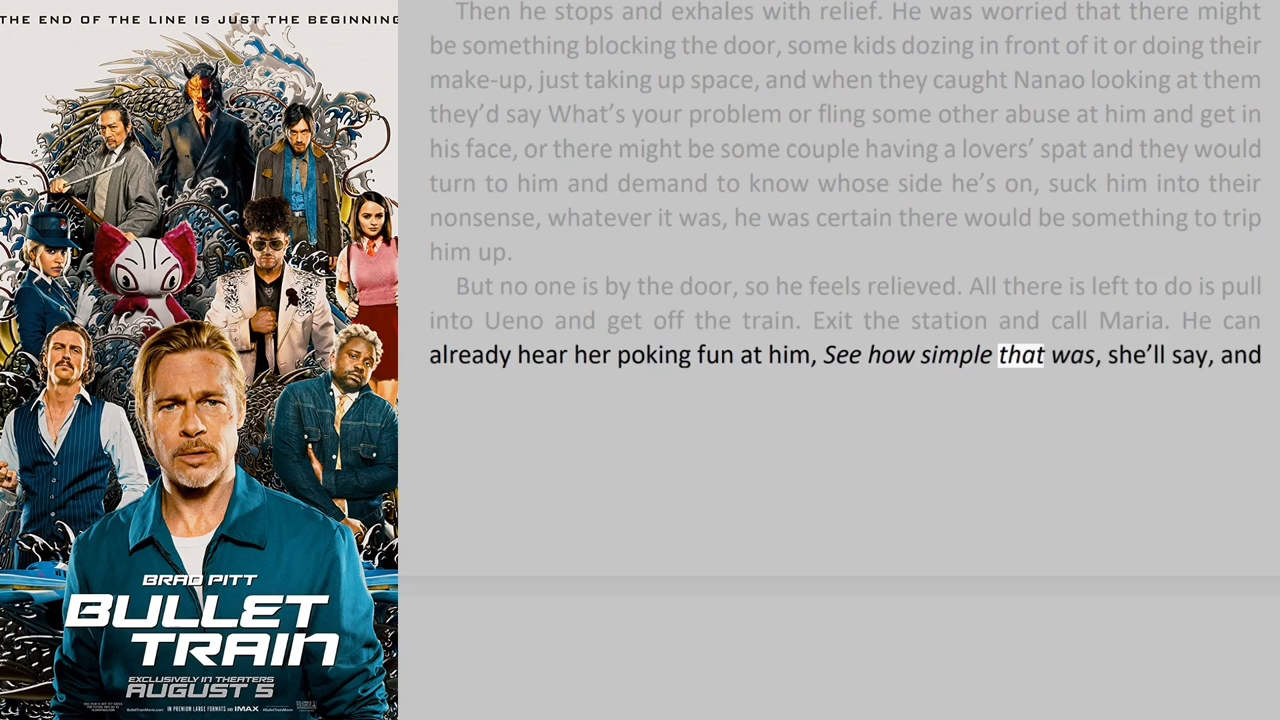 THE END OF THE LINE IS JUST THE BEGINNING
BRAD PITT
BULLET
TRAIN
EXCLUSIVELY IN THEATERS
AUGUST 5
IN PREMIUM LARGE FORMATS AND IMAX
Then he stops and exhales with relief. He was worried that there might
be something blocking the door, some kids dozing in front of it or doing their
make-up, just taking up space, and when they caught Nanao looking at them
they’d say What’s your problem or fling some other abuse at him and get in
his face, or there might be some couple having a lovers’ spat and they would
turn to him and demand to know whose side he’s on, suck him into their
nonsense, whatever it was, he was certain there would be something to trip
him up.
But no one is by the door, so he feels relieved. All there is left to do is pull
into Ueno and get off the train. Exit the station and call Maria. He can
already hear her poking fun at him, See how simple that was, she’ll say, and